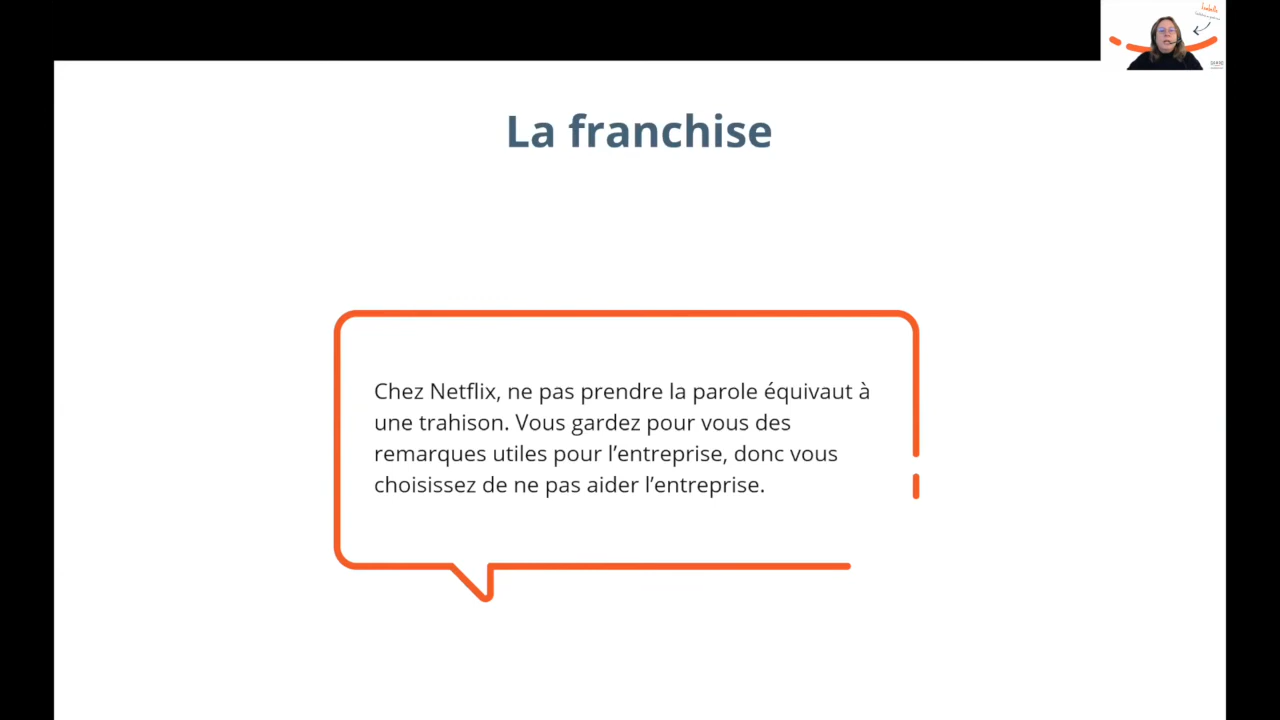 Isabelle
La franchise
Chez Netflix, ne pas prendre la parole équivaut à
une trahison. Vous gardez pour vous des
remarques utiles pour l’entreprise, donc vous
choisissez de ne pas aider l’entreprise.